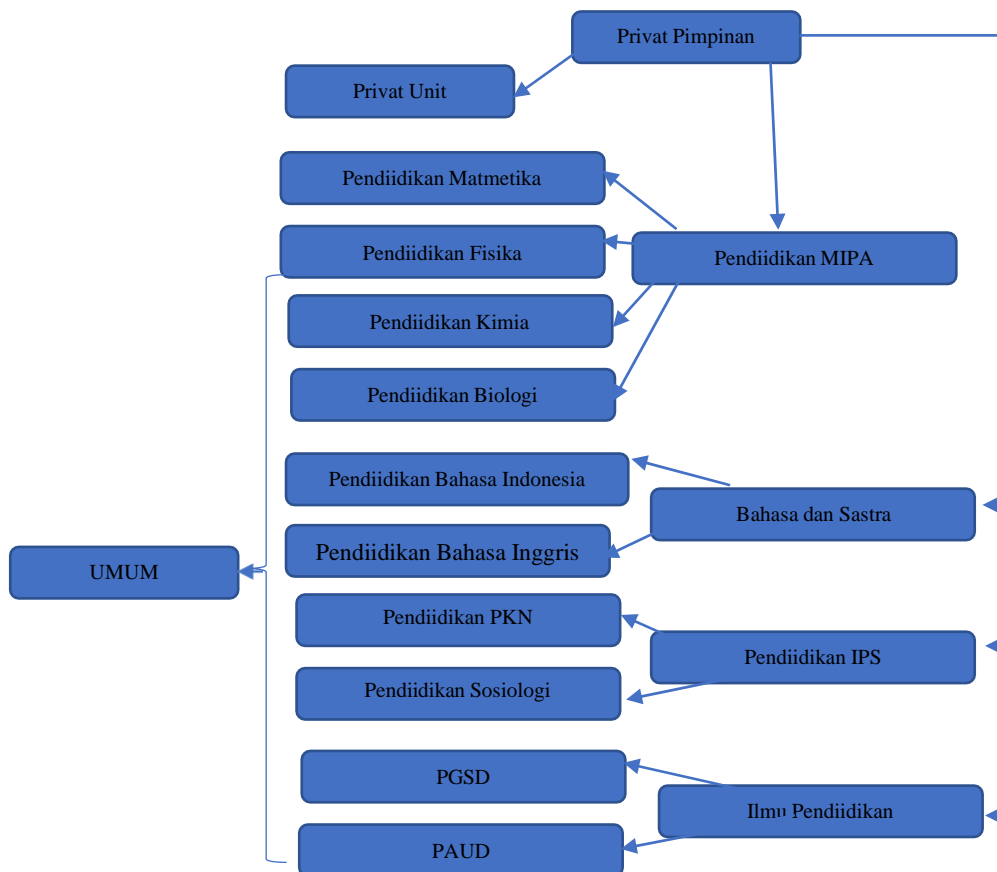 Privat Pimpinan
Privat Unit
Pendiidikan Matmetika
Pendiidikan Fisika
Pendiidikan MIPA
Pendiidikan Kimia
Pendiidikan Biologi
Pendiidikan Bahasa Indonesia
Bahasa dan Sastra
Pendiidikan Bahasa Inggris
UMUM
Pendiidikan PKN
Pendiidikan IPS
Pendiidikan Sosiologi
PGSD
Ilmu Pendiidikan
PAUD